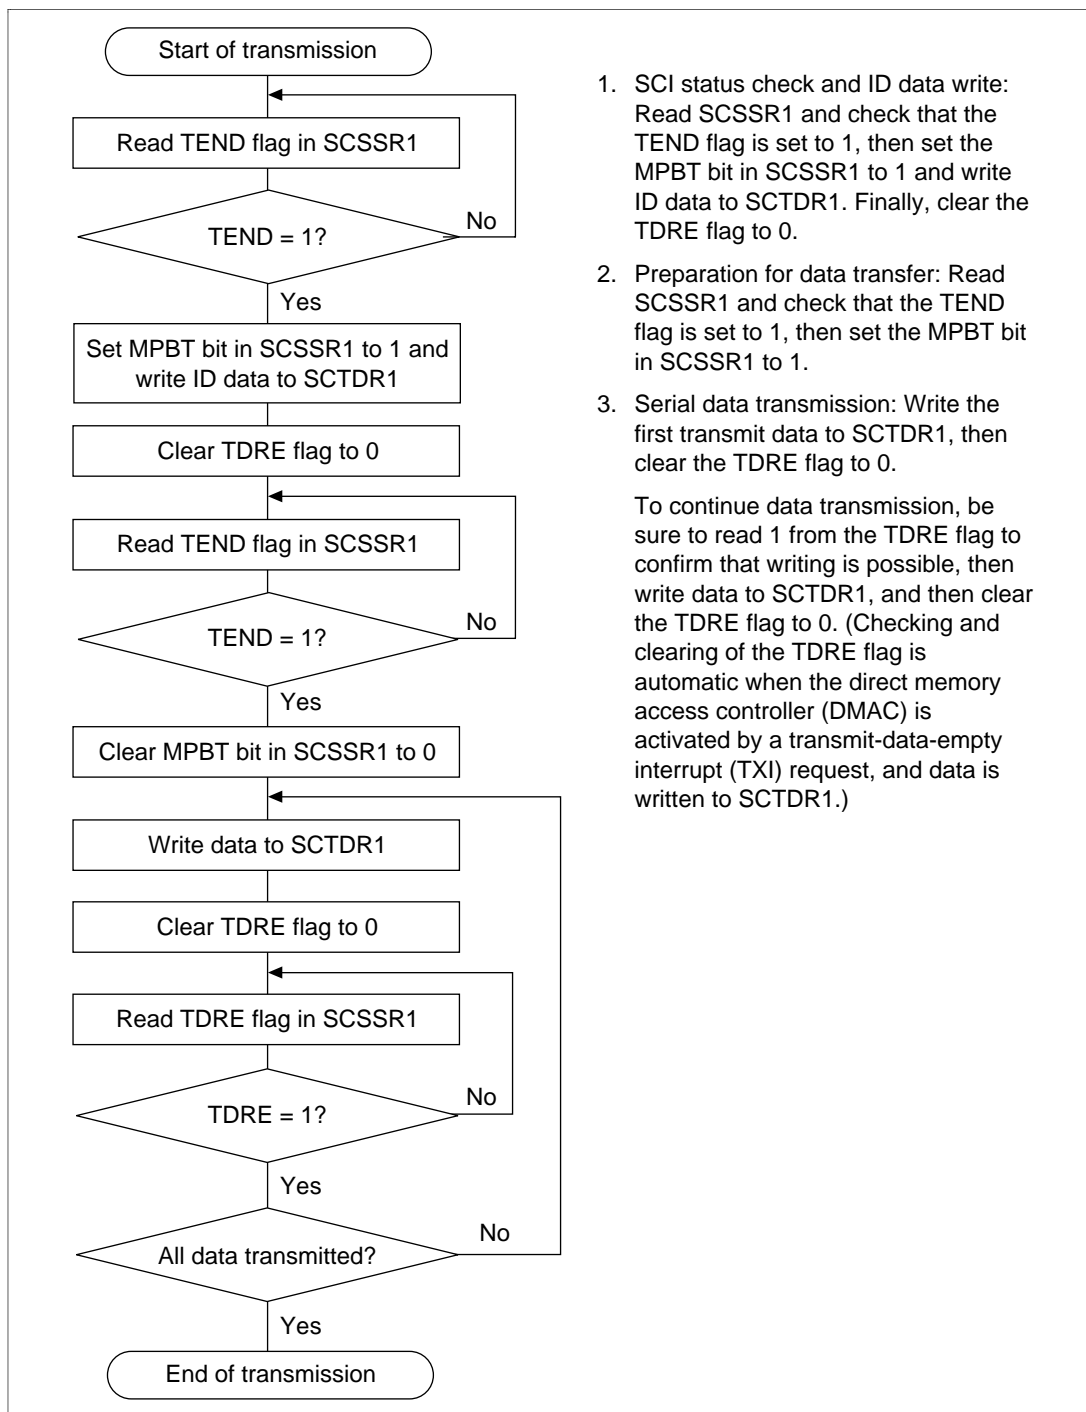 Start of transmission
Read TEND flag in SCSSR1
TEND = 1?
No
Yes
Set MPBT bit in SCSSR1 to 1 and
write ID data to SCTDR1
Clear TDRE flag to 0
Read TEND flag in SCSSR1
TEND = 1?
No
Yes
Clear MPBT bit in SCSSR1 to 0
Write data to SCTDR1
Clear TDRE flag to 0
Read TDRE flag in SCSSR1
TDRE = 1?
No
Yes
All data transmitted?
No
Yes
End of transmission
1. SCI status check and ID data write:
Read SCSSR1 and check that the
TEND flag is set to 1, then set the
MPBT bit in SCSSR1 to 1 and write
ID data to SCTDR1. Finally, clear the
TDRE flag to 0.
2. Preparation for data transfer: Read
SCSSR1 and check that the TEND
flag is set to 1, then set the MPBT bit
in SCSSR1 to 1.
3. Serial data transmission: Write the
first transmit data to SCTDR1, then
clear the TDRE flag to 0.
To continue data transmission, be
sure to read 1 from the TDRE flag to
confirm that writing is possible, then
write data to SCTDR1, and then clear
the TDRE flag to 0. (Checking and
clearing of the TDRE flag is
automatic when the direct memory
access controller (DMAC) is
activated by a transmit-data-empty
interrupt (TXI) request, and data is
written to SCTDR1.)